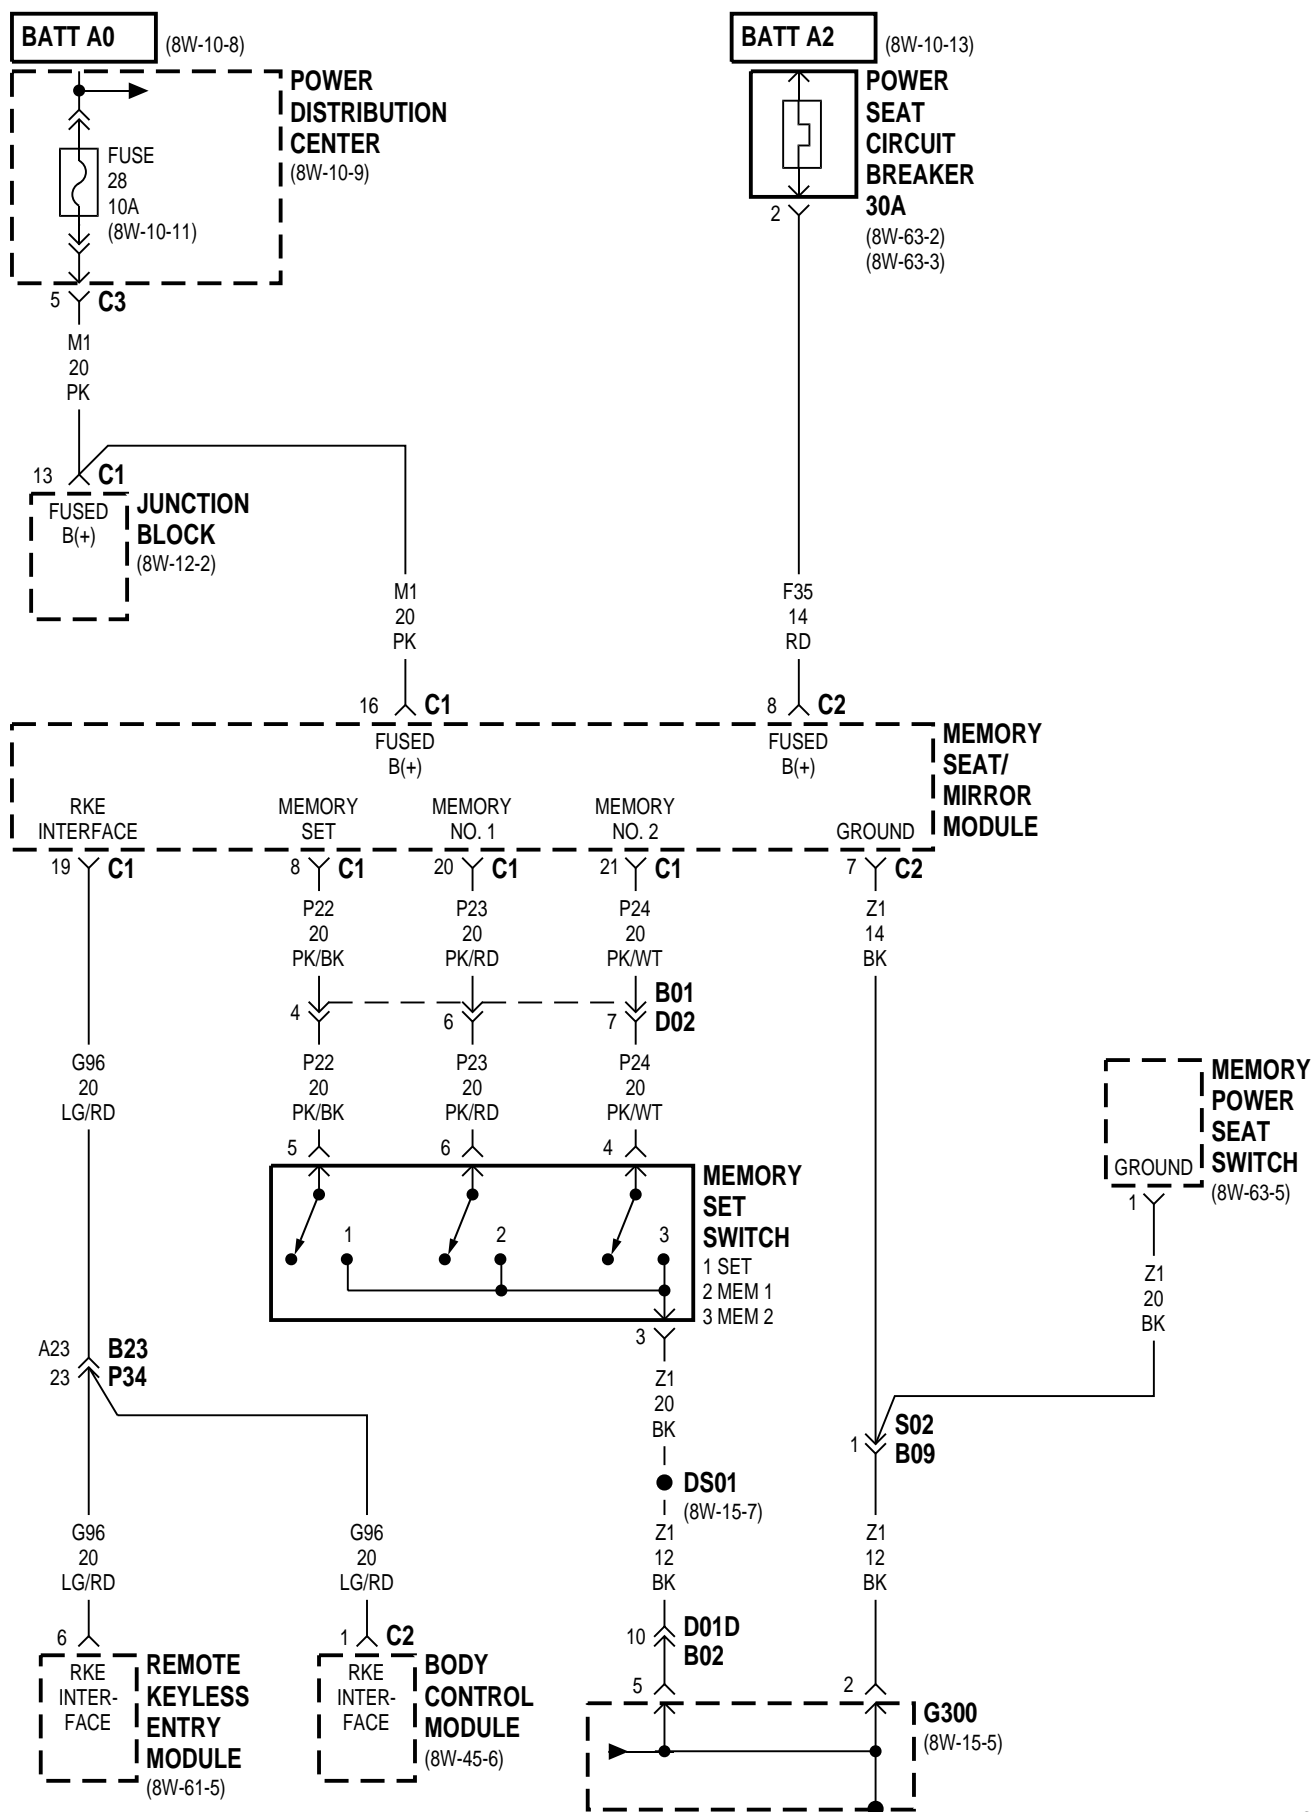 BATT A0
(8W-10-8)
BATT A2
(8W-10-13)
POWER
DISTRIBUTION
CENTER
(8W-10-9)
FUSE
28
10A
(8W-10-11)
5
C3
M1
20
PK
POWER
SEAT
CIRCUIT
BREAKER
30A
(8W-63-2)
(8W-63-3)
2
13
C1
FUSED
B(+)
JUNCTION
BLOCK
(8W-12-2)
M1
20
PK
F35
14
RD
16
C1
8
C2
FUSED
B(+)
FUSED
B(+)
MEMORY
SEAT/
MIRROR
MODULE
RKE
INTERFACE
MEMORY
SET
MEMORY
NO. 1
MEMORY
NO. 2
GROUND
19
C1
8
C1
20
C1
21
C1
7
C2
P22
20
PK/BK
P23
20
PK/RD
P24
20
PK/WT
Z1
14
BK
4
6
7
B01
D02
G96
20
LG/RD
P22
20
PK/BK
P23
20
PK/RD
P24
20
PK/WT
5
6
4
MEMORY
POWER
SEAT
SWITCH
(8W-63-5)
GROUND
1
Z1
20
BK
1
2
3
MEMORY
SET
SWITCH
1 SET
2 MEM 1
3 MEM 2
3
A23
B23
23
P34
Z1
20
BK
DS01
(8W-15-7)
1
S02
B09
G96
20
LG/RD
G96
20
LG/RD
Z1
12
BK
Z1
12
BK
10
D01D
B02
6
1
C2
5
2
RKE
INTER-
FACE
REMOTE
KEYLESS
ENTRY
MODULE
(8W-61-5)
RKE
INTER-
FACE
BODY
CONTROL
MODULE
(8W-45-6)
G300
(8W-15-5)